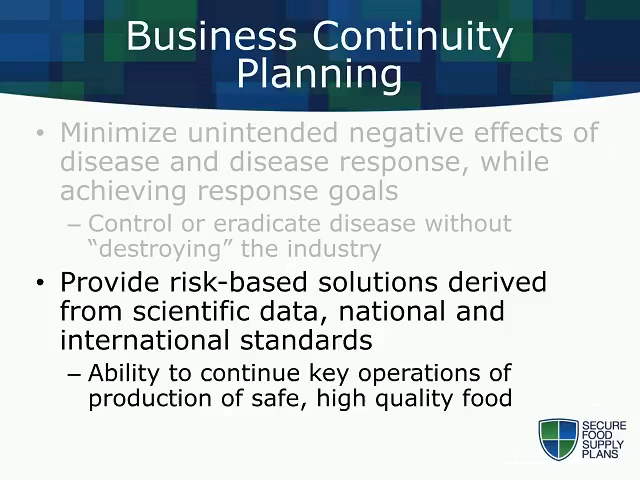 Business Continuity
Planning
• Minimize unintended negative effects of
disease and disease response, while
achieving response goals
– Control or eradicate disease without
“destroying” the industry
• Provide risk-based solutions derived
from scientific data, national and
international standards
– Ability to continue key operations of
production of safe, high quality food
SECURE
FOOD
SUPPLY
PLANS